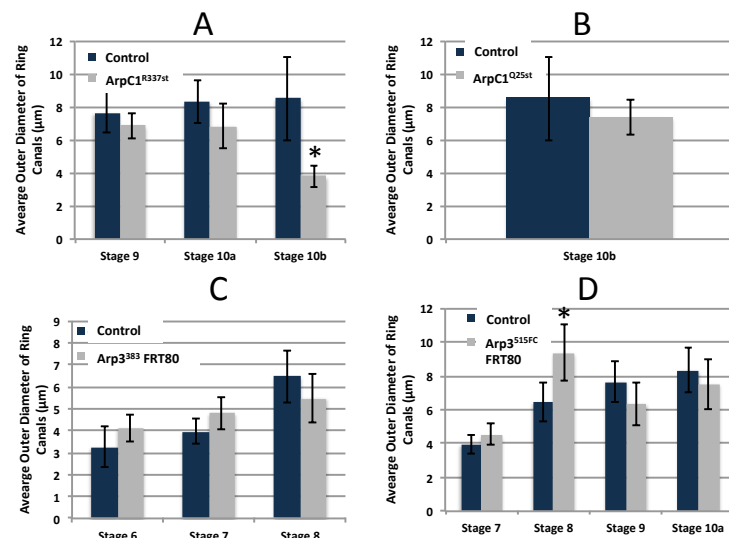 A
Control
ArpC1R337st
Avearge Outer Diameter of Ring
Canals (μm)
12
10
8
6
4
2
0
*
Stage 9 Stage 10a Stage 10b
B
Control
ArpC1Q25st
Avearge Outer Diameter of Ring
Canals (μm)
12
10
8
6
4
2
0
Stage 10b
C
Control
Arp3383 FRT80
Avearge Outer Diameter of Ring
Canals (μm)
9
8
7
6
5
4
3
2
1
0
Stage 6 Stage 7 Stage 8
D
Control
Arp3515FC
FRT80
Avearge Outer Diameter of Ring
Canals (μm)
12
10
8
6
4
2
0
*
Stage 7 Stage 8 Stage 9 Stage 10a